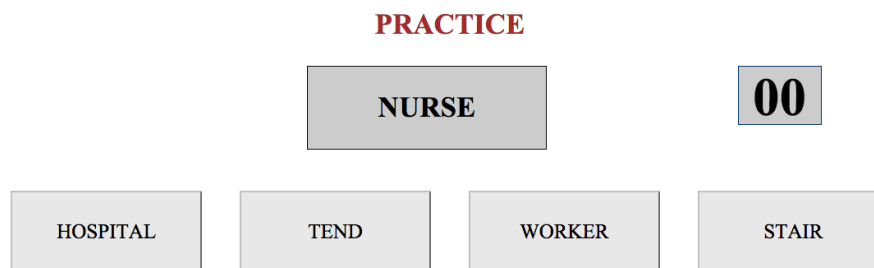 PRACTICE
NURSE 00
HOSPITAL TEND WORKER STAIR